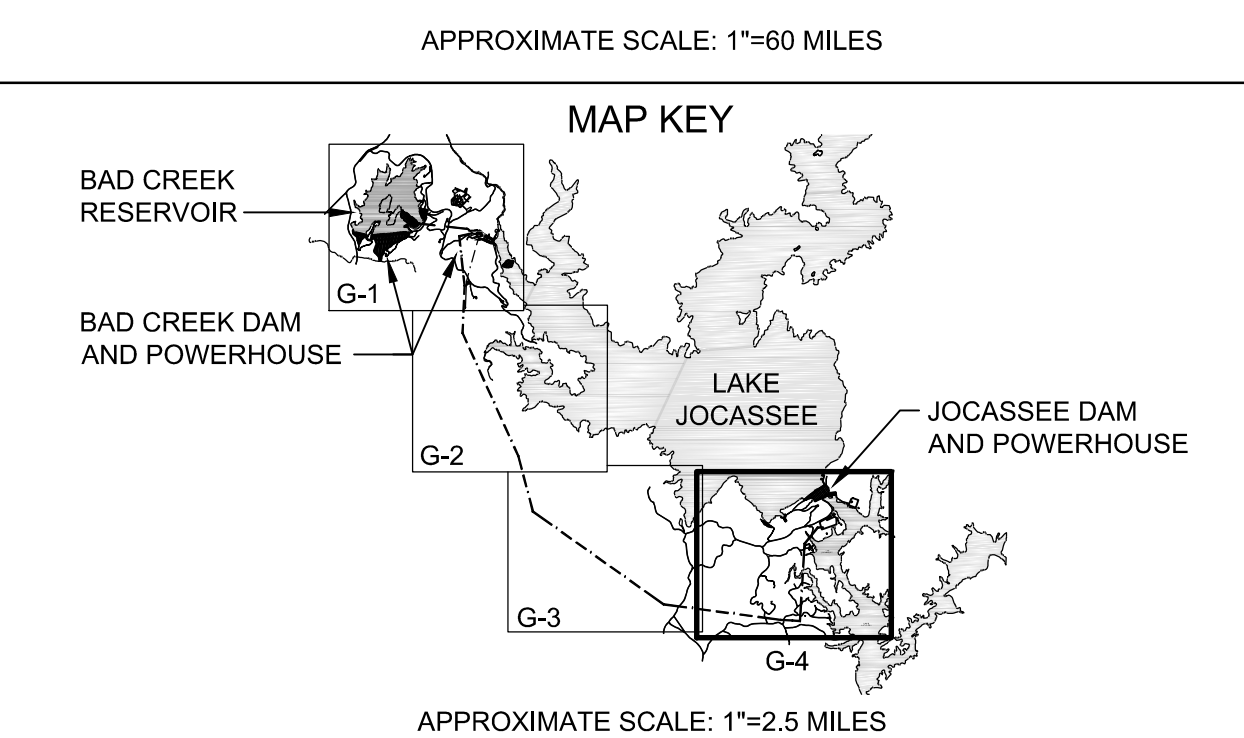 APPROXIMATE SCALE: 1"=60 MILES
MAP KEY
BAD CREEK
RESERVOIR
G-1
BAD CREEK DAM
AND POWERHOUSE
LAKE
JOCASSEE
JOCASSEE DAM
AND POWERHOUSE
G-2
G-3
G-4
APPROXIMATE SCALE: 1"=2.5 MILES